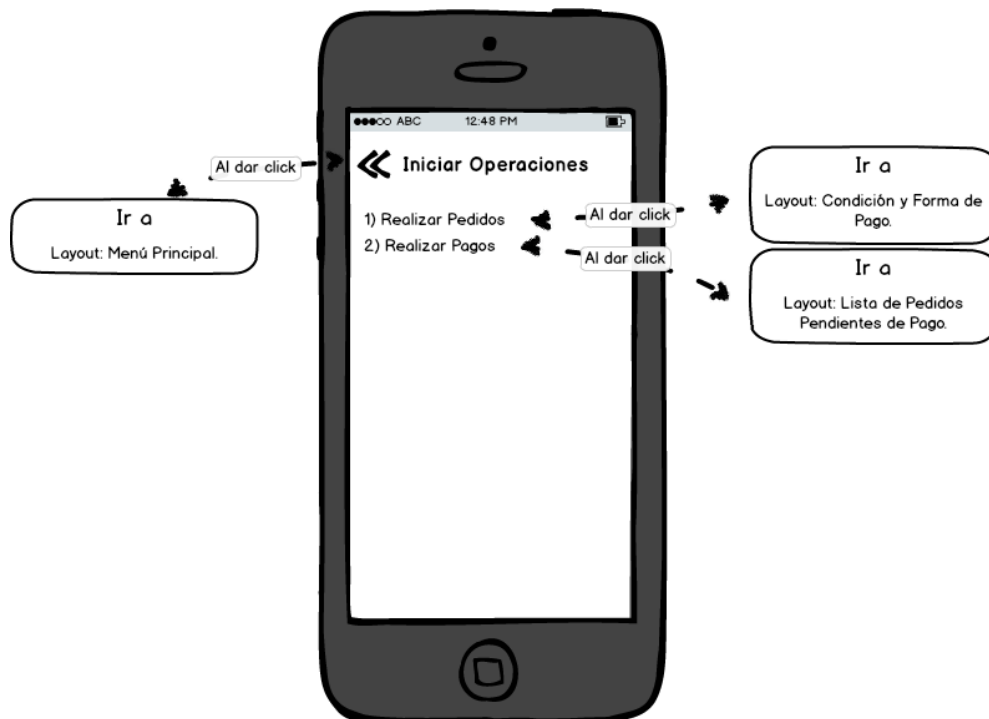 ABC 12:48 PM
Al dar click
Iniciar Operaciones
Ir a
Layout: Menú Principal.
1) Realizar Pedidos
2) Realizar Pagos
Al dar click
Al dar click
Ir a
Layout: Condición y Forma de
Pago.
Ir a
Layout: Lista de Pedidos
Pendientes de Pago.